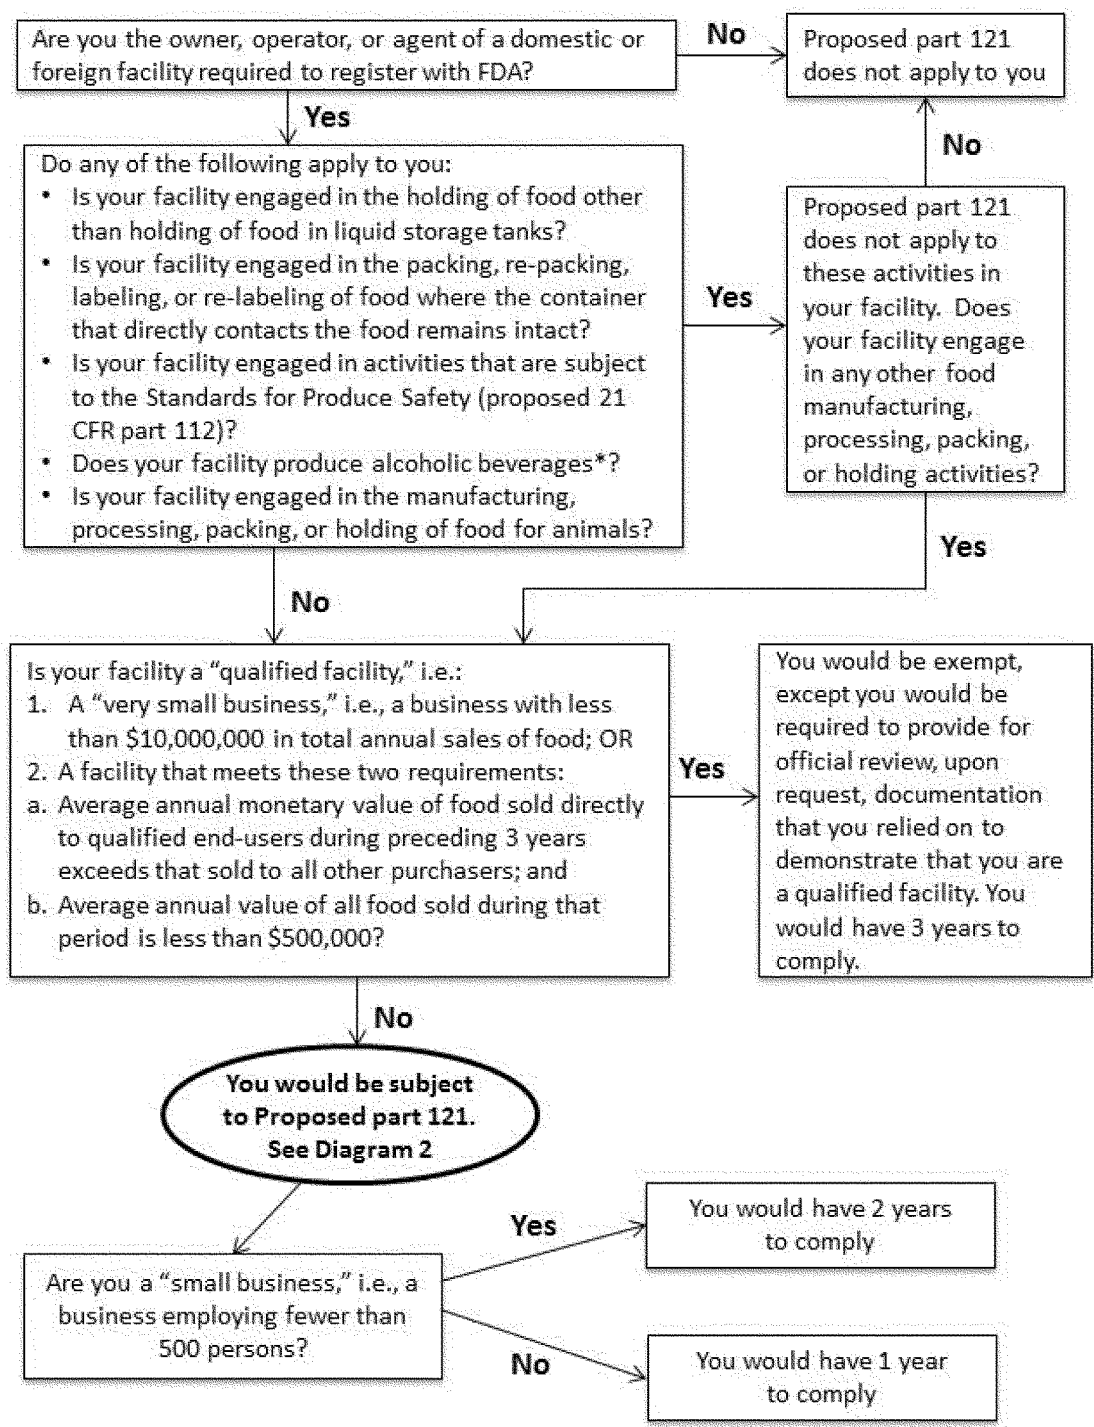 Are you the owner, operator, or agent of a domestic or
foreign facility required to register with FDA?
No
Proposed part 121
does not apply to you
Yes
No
Do any of the following apply to you:
• Is your facility engaged in the holding of food other
than holding of food in liquid storage tanks?
• Is your facility engaged in the packing, re-packing,
labeling, or re-labeling of food where the container
that directly contacts the food remains intact?
• Is your facility engaged in activities that are subject
to the Standards for Produce Safety (proposed 21
CFR part 112)?
• Does your facility produce alcoholic beverages*?
• Is your facility engaged in the manufacturing,
processing, packing, or holding of food for animals?
Yes
Proposed part 121
does not apply to
these activities in
your facility. Does
your facility engage
in any other food
manufacturing,
processing, packing,
or holding activities?
Yes
No
Is your facility a “qualified facility,” i.e.:
1. A “very small business,” i.e., a business with less
than $10,000,000 in total annual sales of food; OR
2. A facility that meets these two requirements:
a. Average annual monetary value of food sold directly
to qualified end-users during preceding 3 years
exceeds that sold to all other purchasers; and
b. Average annual value of all food sold during that
period is less than $500,000?
Yes
You would be exempt,
except you would be
required to provide for
official review, upon
request, documentation
that you relied on to
demonstrate that you are
a qualified facility. You
would have 3 years to
comply.
No
You would be subject
to Proposed part 121.
See Diagram 2
Are you a “small business,” i.e., a
business employing fewer than
500 persons?
Yes
You would have 2 years
to comply
No
You would have 1 year
to comply